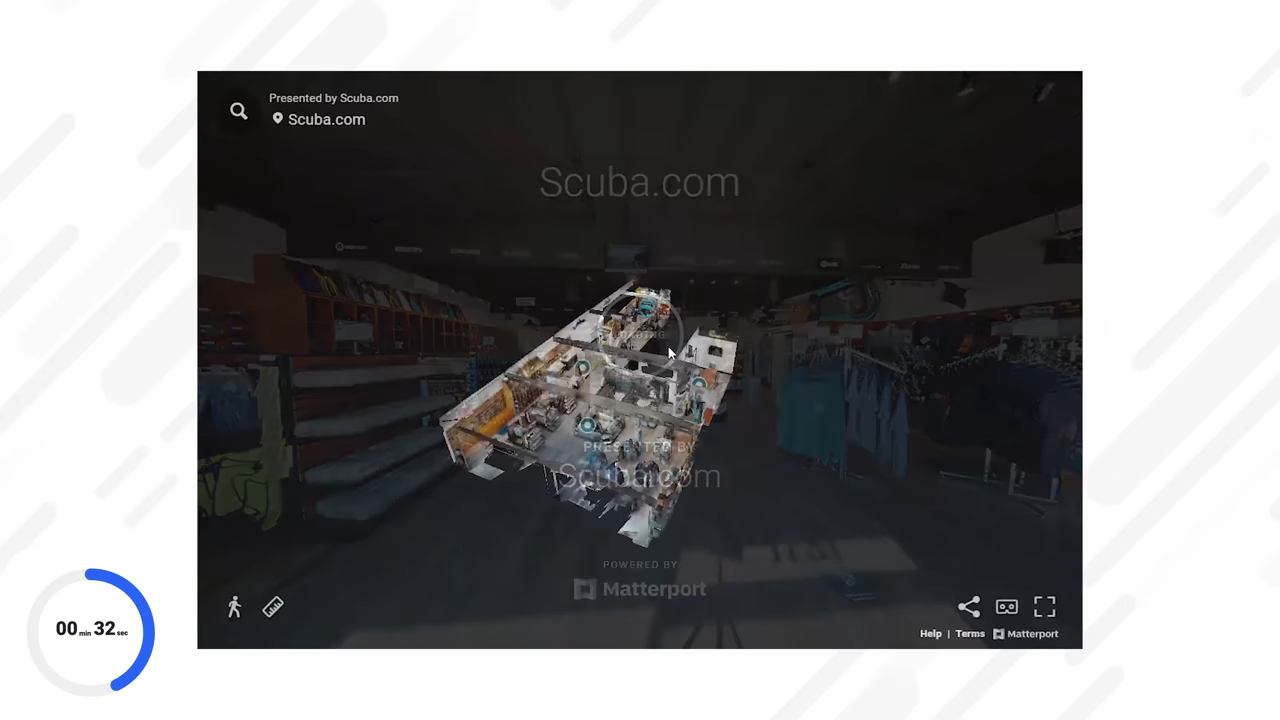 Presented by Scuba.com
Scuba.com
Scuba.com
PRESENTED BY
Scuba.com
POWERED BY
Matterport
00 min 32 sec
Help | Terms Matterport